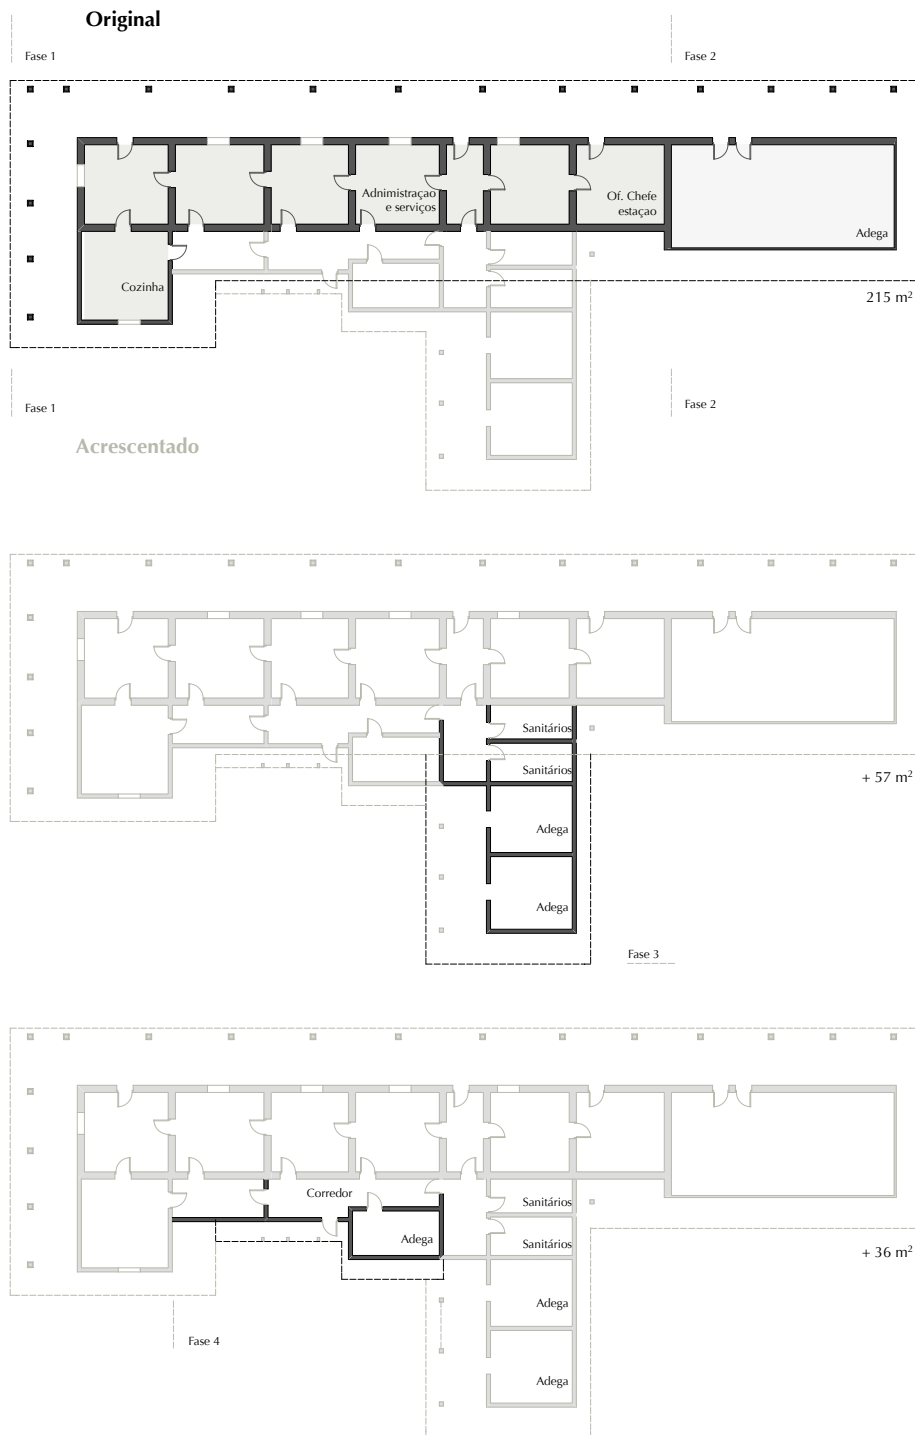 Original
Fase 1
Fase 2
Adnimistraçao
e serviços
Of. Chefe
estaçao
Adega
Cozinha
215 m²
Fase 1
Fase 2
Acrescentado
Sanitários
Sanitários
+ 57 m²
Adega
Adega
Fase 3
Corredor
Sanitários
Adega
Sanitários
+ 36 m²
Adega
Fase 4
Adega